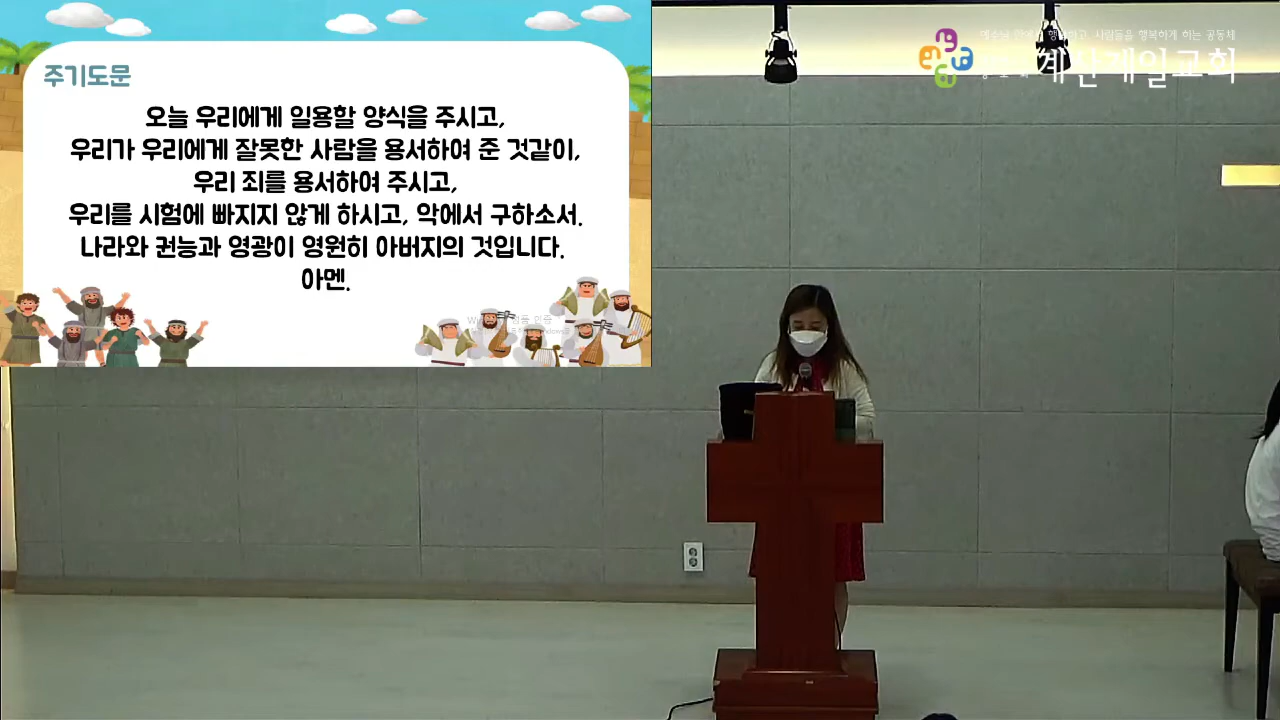 주기도문
오늘 우리에게 일용할 양식을 주시고,
우리가 우리에게 잘못한 사람을 용서하여 준 것같이,
우리 죄를 용서하여 주시고,
우리를 시험에 빠지지 않게 하시고, 악에서 구하소서.
나라와 권능과 영광이 영원히 아버지의 것입니다.
아멘.
행복하고, 사람들을 행복하게 하는 공동체
계산제일교회